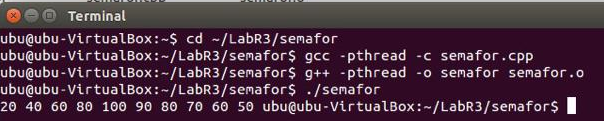 Terminal
ubu@ubu-VirtualBox:~$ cd ~/LabR3/semafor
ubu@ubu-VirtualBox:~/LabR3/semafor$ gcc -pthread -c semafor.cpp
ubu@ubu-VirtualBox:~/LabR3/semafor$ g++ -pthread -o semafor semafor.o
ubu@ubu-VirtualBox:~/LabR3/semafor$ ./semafor
20 40 60 80 100 90 80 70 60 50 ubu@ubu-VirtualBox:~/LabR3/semafor$